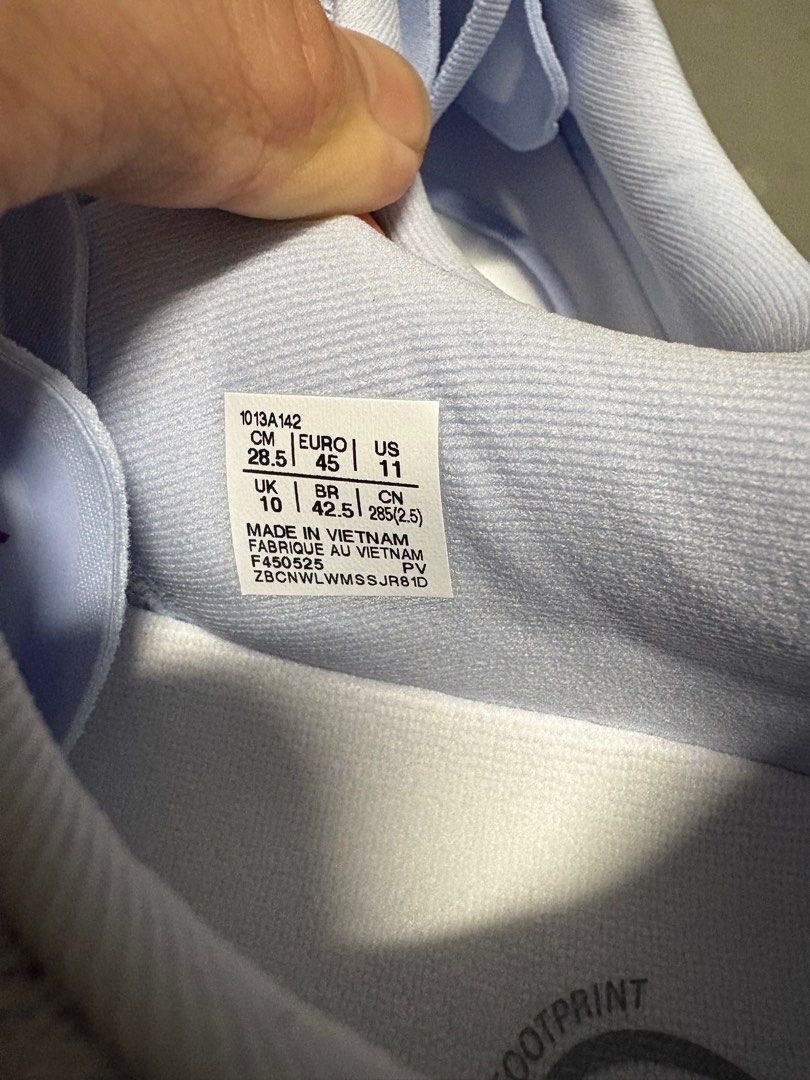 1013A142
CM | EURO | US
28.5 | 45 | 11
UK | BR | CN
10 | 42.5 | 285(2.5)
MADE IN VIETNAM
FABRIQUE AU VIETNAM
F450525 PV
ZBCNWLWMSSJR81D
FOOTPRINT